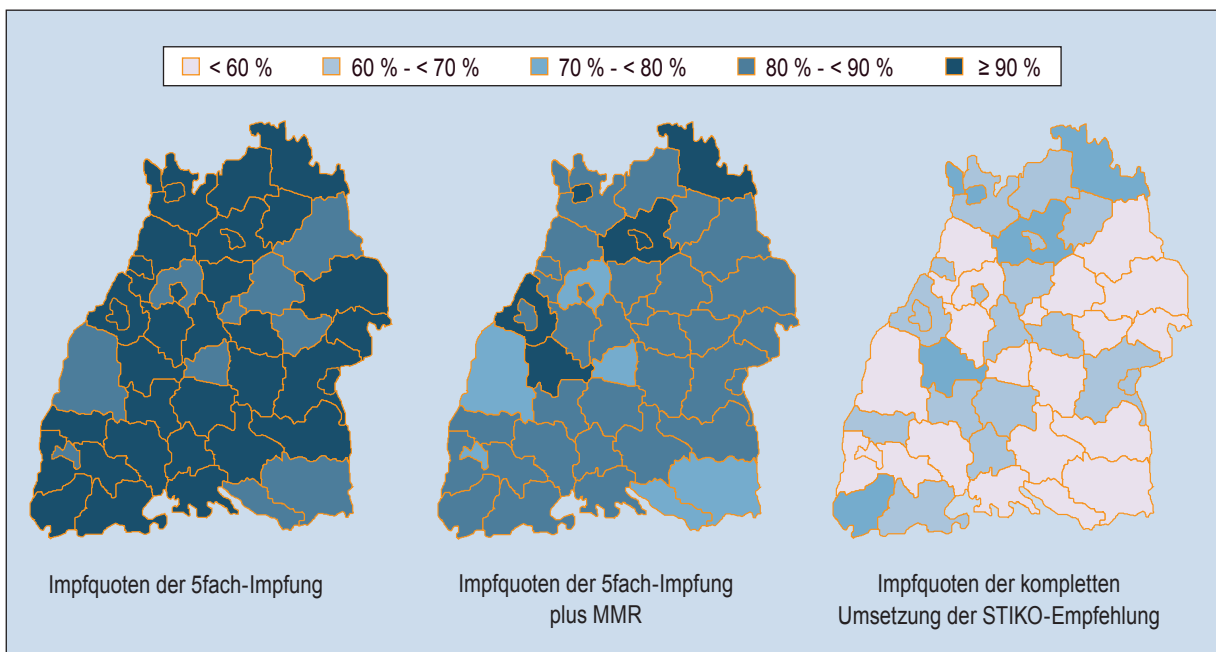 < 60 % 60 % - < 70 % 70 % - < 80 % 80 % - < 90 % ≥ 90 %
Impfquoten der 5fach-Impfung
Impfquoten der 5fach-Impfung
plus MMR
Impfquoten der kompletten
Umsetzung der STIKO-Empfehlung